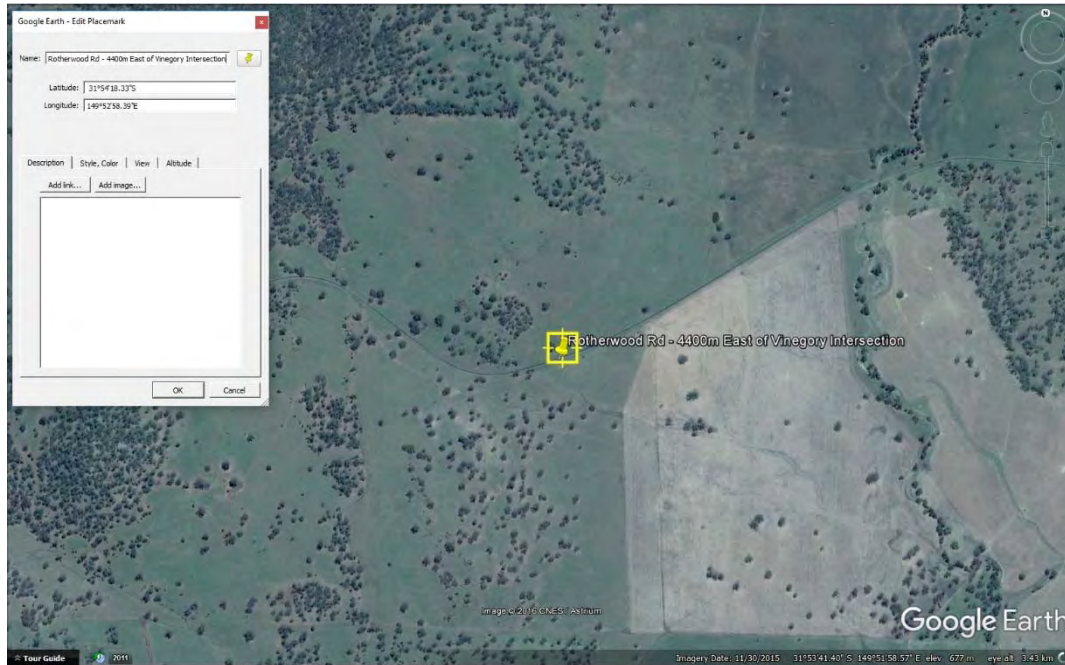 Google Earth - Edit Placemark
x
Name: Rotherwood Rd - 4400m East of Vinegory Intersection
Latitude: 31°54'18.33"S
Longitude: 149°52'58.39"E
Description Style, Color View Altitude
Add link... Add image...
OK Cancel
N
Rotherwood Rd - 4400m East of Vinegory Intersection
Image © 2016 CNES / Astrium
Google Earth
Tour Guide 2011 Imagery Date: 11/30/2015 31°53'41.40" S 149°51'58.57" E elev 677 m eye alt 3.43 km